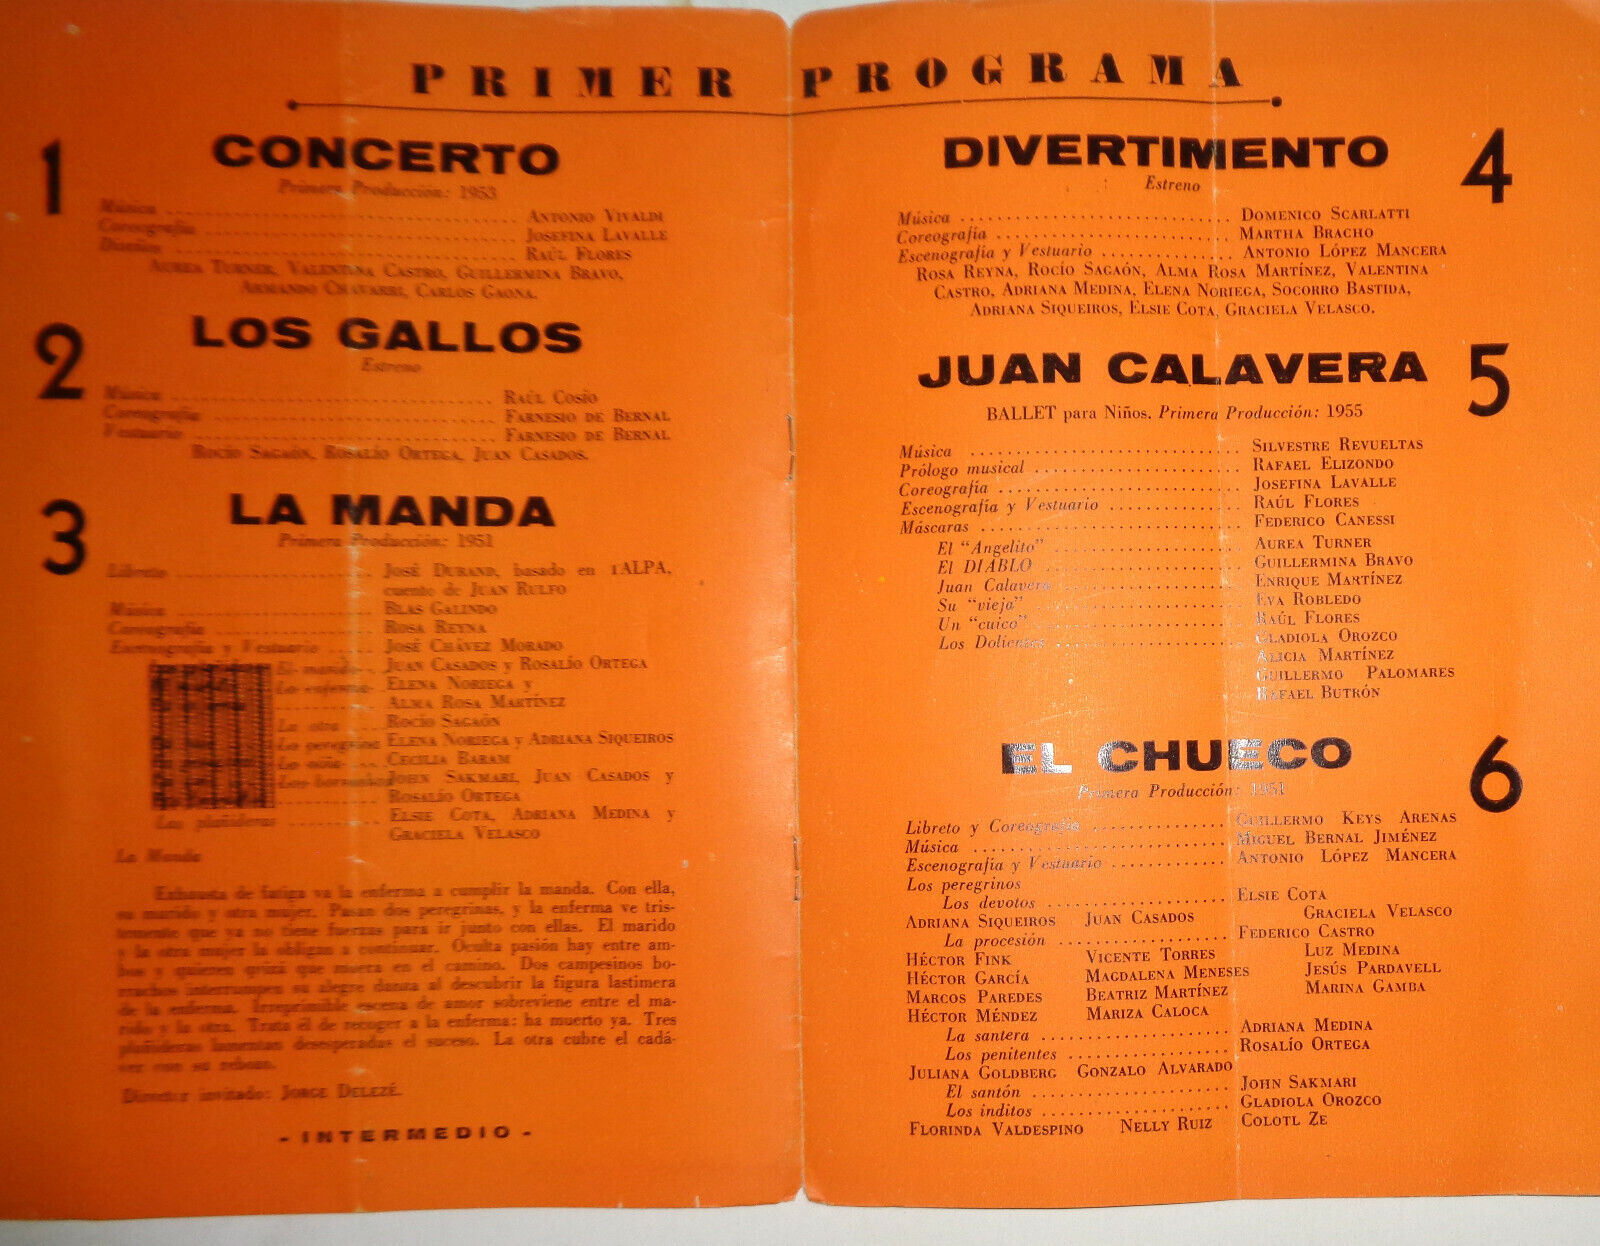 PRIMER PROGRAMA
1
CONCERTO
Primera Producción: 1953
Música ........ ANTONIO VIVALDI
Coreografía ........ JOSEFINA LAVALLE
Diseños ........ RAÚL FLORES
AUREA TURNER, VALENTINA CASTRO, GUILLERMINA BRAVO,
ARMANDO CHAVARRI, CARLOS GAONA.
2
LOS GALLOS
Estreno
Música ........ RAÚL COSÍO
Coreografía ........ FARNESIO DE BERNAL
Vestuario ........ FARNESIO DE BERNAL
ROCÍO SAGAÓN, ROSALÍO ORTEGA, JUAN CASADOS.
3
LA MANDA
Primera Producción: 1951
Libreto ........ JOSÉ DURAND, basado en tALPA,
cuento de JUAN RULFO
Música ........ BLAS GALINDO
Coreografía ........ ROSA REYNA
Escenografía y Vestuario ..... JOSÉ CHÁVEZ MORADO
El marido .. JUAN CASADOS Y ROSALÍO ORTEGA
La enferma ELENA NORIEGA Y
ALMA ROSA MARTÍNEZ
La otra .... ROCÍO SAGAÓN
La peregrina ELENA NORIEGA Y ADRIANA SIQUEIROS
La niña .... CECILIA BARAM
Los JOHN SAKMARI, JUAN CASADOS Y
ROSALÍO ORTEGA
Las plañideras ........ ELSIE COTA, ADRIANA MEDINA Y
GRACIELA VELASCO
La Manda
Exhausta de fatiga va la enferma a cumplir la manda. Con ella,
su marido y otra mujer. Pasan dos peregrinas, y la enferma ve tris-
temente que ya no tiene fuerzas para ir junto con ellas. El marido
y la otra mujer la obligan a continuar. Oculta pasión hay entre am-
bos y quieren quizá que muera en el camino. Dos campesinos bo-
rrachos interrumpen su alegre danza al descubrir la figura lastimera
de la enferma. Irreprimible escena de amor sobreviene entre el ma-
rido y la otra. Trata él de recoger a la enferma: ha muerto ya. Tres
plañideras lamentan desesperadas el suceso. La otra cubre el cadá-
ver con su rebozo.
Director invitado: JORGE DELEZÉ.
- INTERMEDIO -
4
DIVERTIMENTO
Estreno
Música ........ DOMENICO SCARLATTI
Coreografía ........ MARTHA BRACHO
Escenografía y Vestuario ........ ANTONIO LÓPEZ MANCERA
ROSA REYNA, ROCÍO SAGAÓN, ALMA ROSA MARTÍNEZ, VALENTINA
CASTRO, ADRIANA MEDINA, ELENA NORIEGA, SOCORRO BASTIDA,
ADRIANA SIQUEIROS, ELSIE COTA, GRACIELA VELASCO.
5
JUAN CALAVERA
BALLET para Niños. Primera Producción: 1955
Música ........ SILVESTRE REVUELTAS
Prólogo musical ........ RAFAEL ELIZONDO
Coreografía ........ JOSEFINA LAVALLE
Escenografía y Vestuario ........ RAÚL FLORES
Máscaras ........ FEDERICO CANESSI
El "Angelito" ........ AUREA TURNER
El DIABLO ........ GUILLERMINA BRAVO
Juan Calavera ........ ENRIQUE MARTÍNEZ
Su "vieja" ........ EVA ROBLEDO
Un "cuico" ........ RAÚL FLORES
Los Dolientes ........ GLADIOLA OROZCO
ALICIA MARTÍNEZ
GUILLERMO PALOMARES
RAFAEL BUTRÓN
6
EL CHUECO
Primera Producción: 1951
Libreto y Coreografía ........ GUILLERMO KEYS ARENAS
Música ........ MIGUEL BERNAL JIMÉNEZ
Escenografía y Vestuario ........ ANTONIO LÓPEZ MANCERA
Los peregrinos
Los devotos ........ ELSIE COTA
ADRIANA SIQUEIROS JUAN CASADOS GRACIELA VELASCO
La procesión ........ FEDERICO CASTRO
HÉCTOR FINK VICENTE TORRES LUZ MEDINA
HÉCTOR GARCÍA MAGDALENA MENESES JESÚS PARDAVELL
MARCOS PAREDES BEATRIZ MARTÍNEZ MARINA GAMBA
HÉCTOR MÉNDEZ MARIZA CALOCA
La santera ........ ADRIANA MEDINA
Los penitentes ........ ROSALÍO ORTEGA
JULIANA GOLDBERG GONZALO ALVARADO
El santón ........ JOHN SAKMARI
Los inditos ........ GLADIOLA OROZCO
FLORINDA VALDESPINO NELLY RUIZ COLOTL ZE